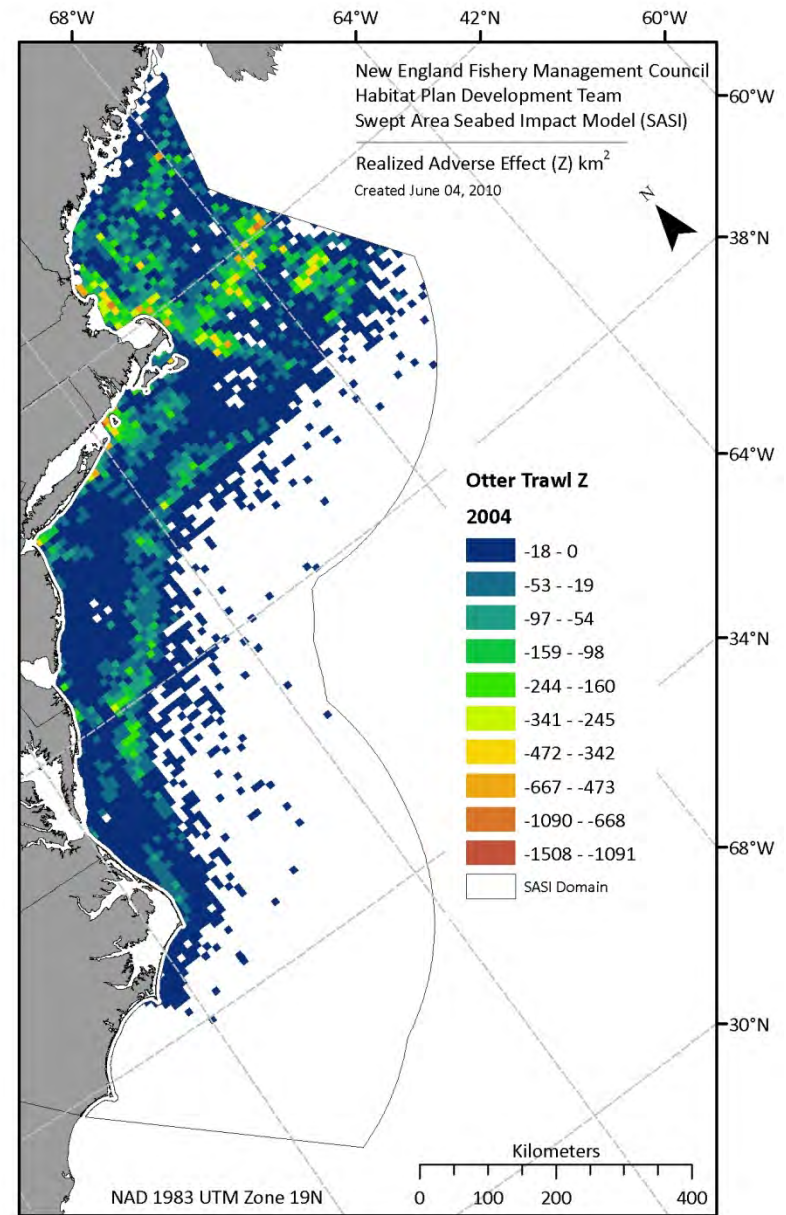 68°W
64°W
42°N
60°W
New England Fishery Management Council
Habitat Plan Development Team
Swept Area Seabed Impact Model (SASI)
Realized Adverse Effect (Z) km²
Created June 04, 2010
N
60°W
38°N
64°W
34°N
68°W
30°N
Otter Trawl Z
2004
-18 - 0
-53 - -19
-97 - -54
-159 - -98
-244 - -160
-341 - -245
-472 - -342
-667 - -473
-1090 - -668
-1508 - -1091
SASI Domain
Kilometers
0 100 200 400
NAD 1983 UTM Zone 19N